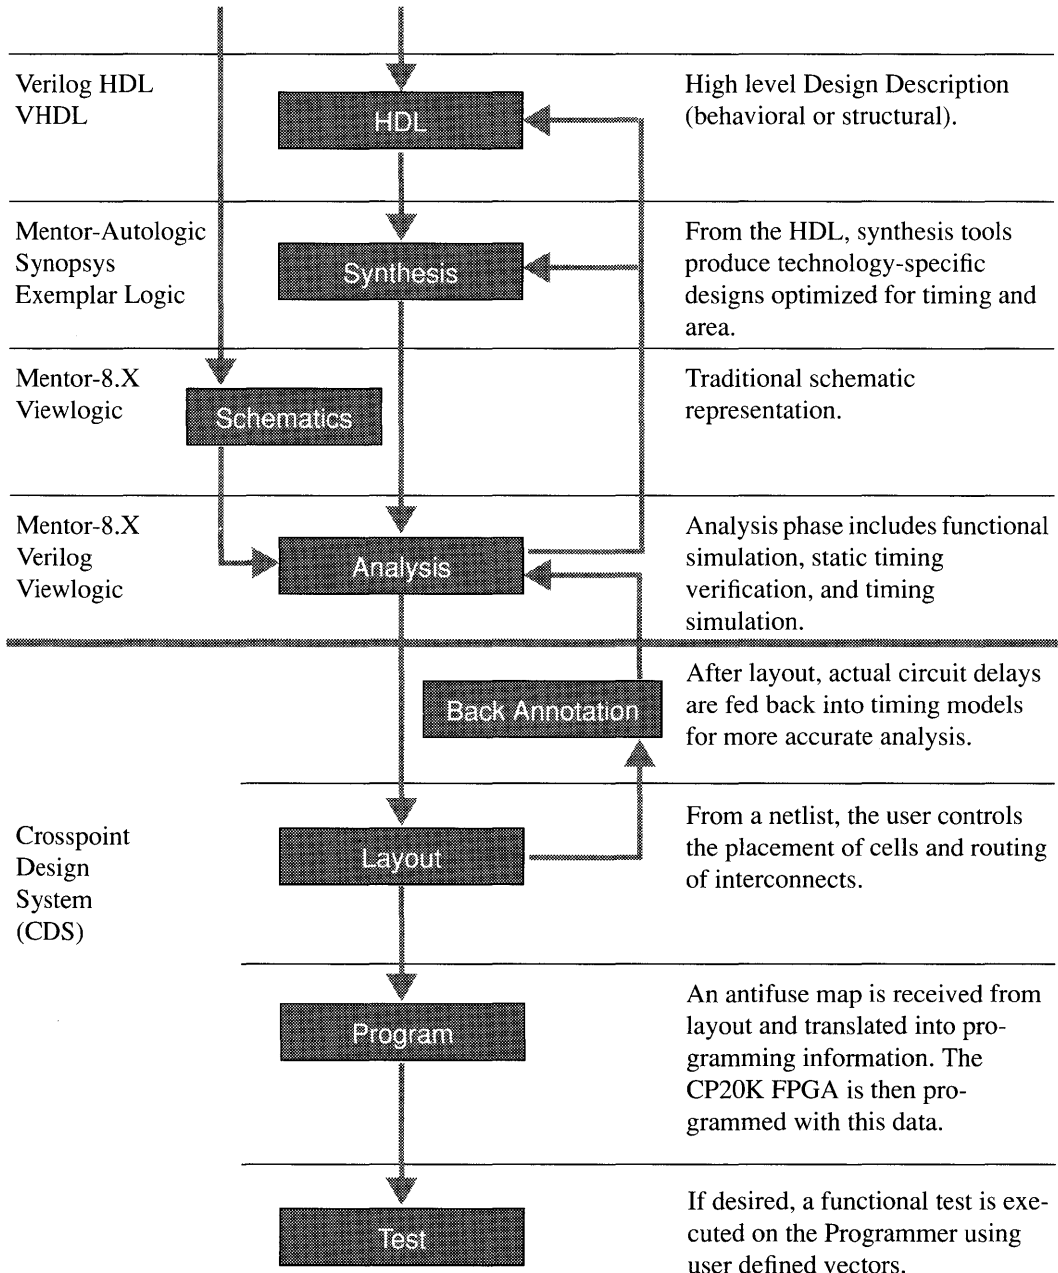 Verilog HDL
VHDL
HDL
High level Design Description
(behavioral or structural).
Mentor-Autologic
Synopsys
Exemplar Logic
Synthesis
From the HDL, synthesis tools
produce technology-specific
designs optimized for timing and
area.
Mentor-8.X
Viewlogic
Schematics
Traditional schematic
representation.
Mentor-8.X
Verilog
Viewlogic
Analysis
Analysis phase includes functional
simulation, static timing
verification, and timing
simulation.
Back Annotation
After layout, actual circuit delays
are fed back into timing models
for more accurate analysis.
Crosspoint
Design
System
(CDS)
Layout
From a netlist, the user controls
the placement of cells and routing
of interconnects.
Program
An antifuse map is received from
layout and translated into pro-
gramming information. The
CP20K FPGA is then pro-
grammed with this data.
Test
If desired, a functional test is exe-
cuted on the Programmer using
user defined vectors.